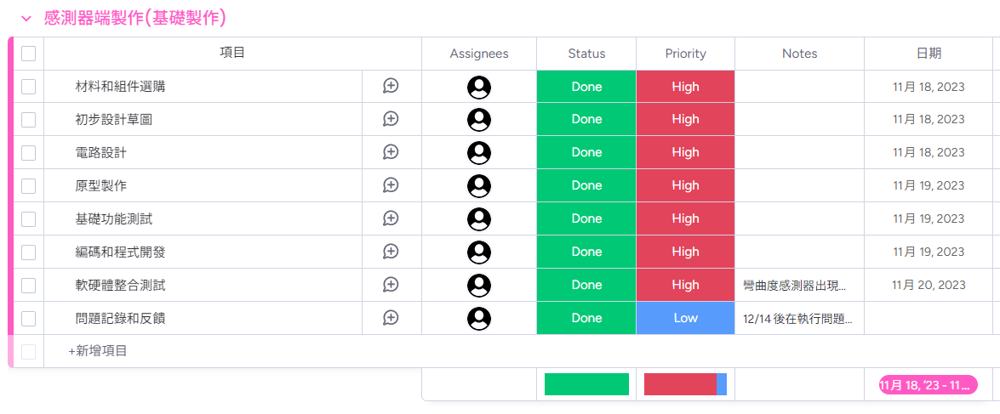 感測器端製作(基礎製作)
項目 Assignees Status Priority Notes 日期
材料和組件選購 Done High 11月 18, 2023
初步設計草圖 Done High 11月 18, 2023
電路設計 Done High 11月 18, 2023
原型製作 Done High 11月 19, 2023
基礎功能測試 Done High 11月 19, 2023
編碼和程式開發 Done High 11月 19, 2023
軟硬體整合測試 Done High 彎曲度感測器出現... 11月 20, 2023
問題記錄和反饋 Done Low 12/14 後在執行問題...
+新增項目
11月 18, '23 - 11...